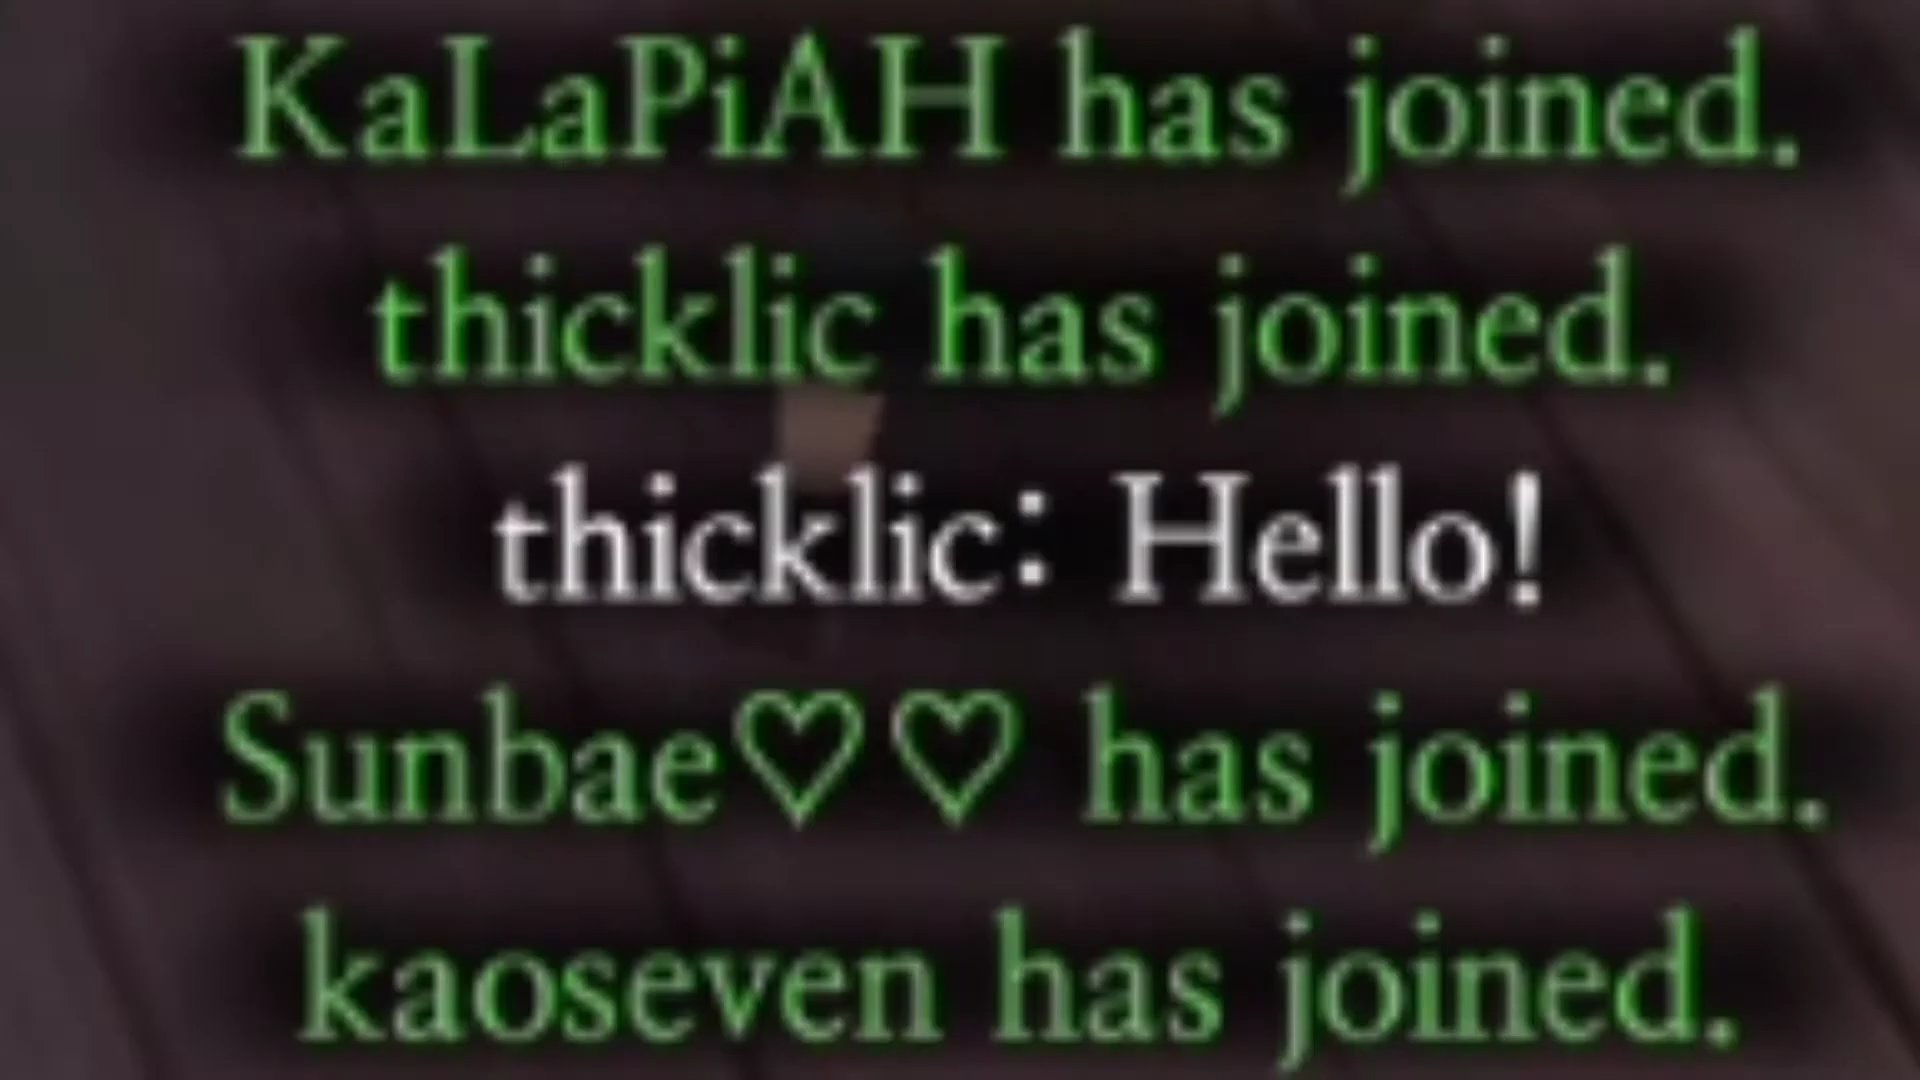 KaLaPiAH has joined.
thicklic has joined.
thicklic: Hello!
Sunbae♡♡ has joined.
kaoseven has joined.